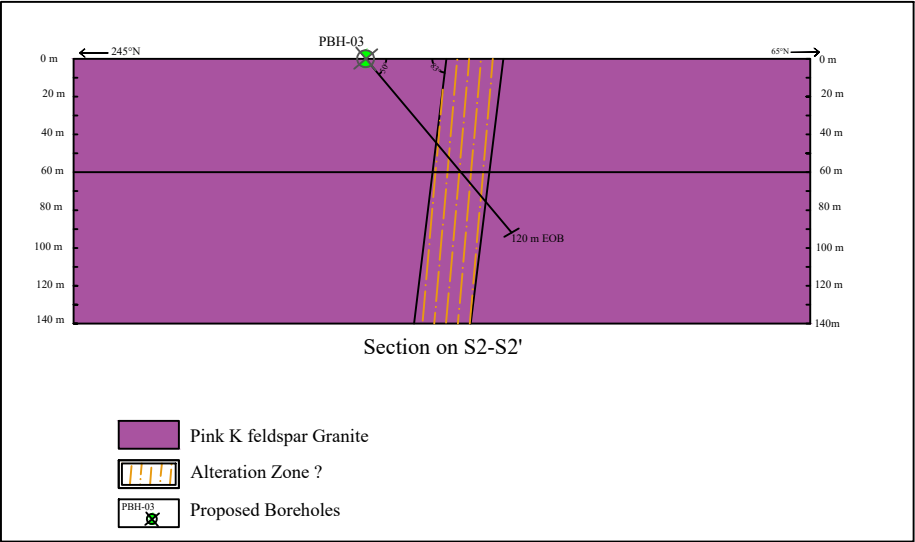 PBH-03
245°N
65°N
0 m
0 m
50°
20 m
20 m
40 m
40 m
60 m
60 m
80 m
80 m
100 m
100 m
120 m EOB
120 m
120 m
140 m
140m
Section on S2-S2'
Pink K feldspar Granite
Alteration Zone ?
PBH-03
Proposed Boreholes